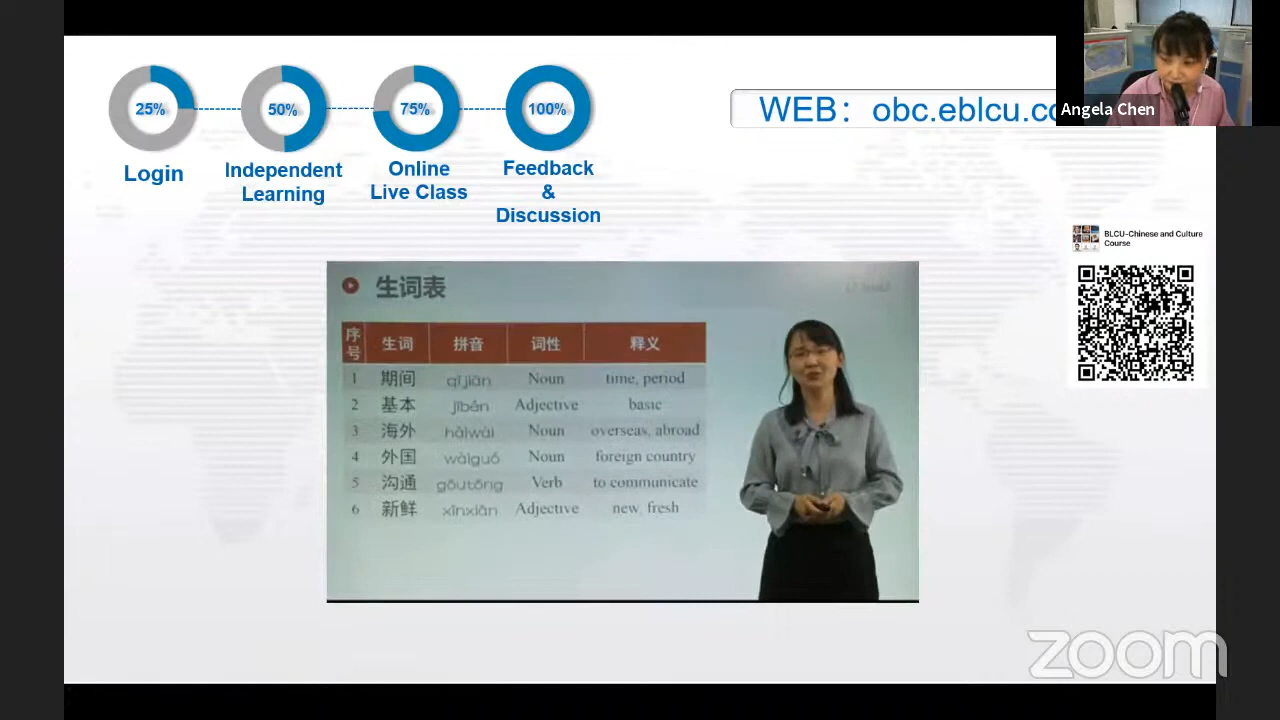 25%
50%
75%
100%
Login
Independent
Learning
Online
Live Class
Feedback
&
Discussion
WEB： obc.eblcu.c
Angela Chen
BLCU-Chinese and Culture
Course
生词表
序号 生词 拼音 词性 释义
1 期间 qījiān Noun time, period
2 基本 jīběn Adjective basic
3 海外 hǎiwài Noun overseas, abroad
4 外国 wàiguó Noun foreign country
5 沟通 gōutōng Verb to communicate
6 新鲜 xīnxiān Adjective new, fresh
zoom